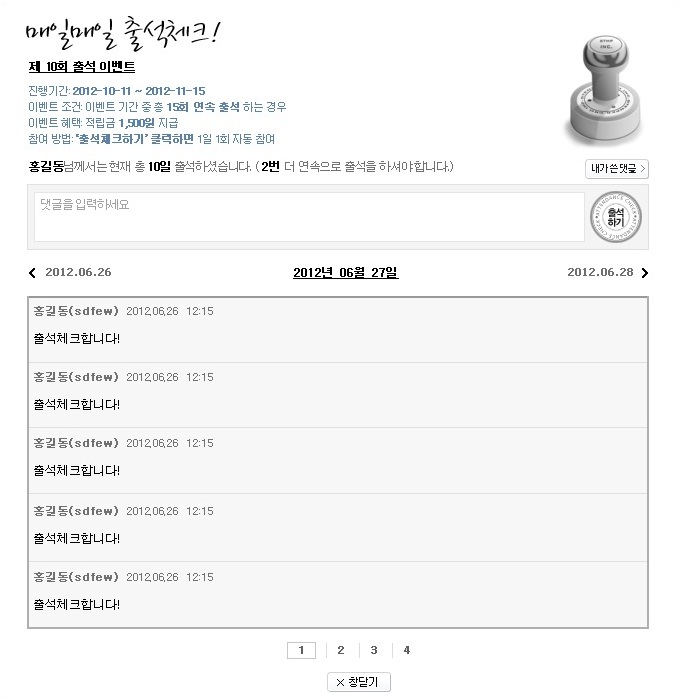 매일매일 출석체크!
제 10회 출석 이벤트
진행기간: 2012-10-11 ~ 2012-11-15
이벤트 조건: 이벤트 기간 중 총 15회 연속 출석 하는 경우
이벤트 혜택: 적립금 1,500원 지급
참여 방법: "출석체크하기" 클릭하면 1일 1회 자동 참여
STMP
INC.
홍길동님께서는 현재 총 10일 출석하셨습니다. ( 2번 더 연속으로 출석을 하셔야합니다.)
내가 쓴 댓글 >
댓글을 입력하세요
ATTENDANCE CHECK ATTENDANCE CHECK
출석
하기
2012.06.26
2012년 06월 27일
2012.06.28
홍길동(sdfew) 2012.06.26 12:15
출석체크합니다!
홍길동(sdfew) 2012.06.26 12:15
출석체크합니다!
홍길동(sdfew) 2012.06.26 12:15
출석체크합니다!
홍길동(sdfew) 2012.06.26 12:15
출석체크합니다!
홍길동(sdfew) 2012.06.26 12:15
출석체크합니다!
1 2 3 4
× 창닫기